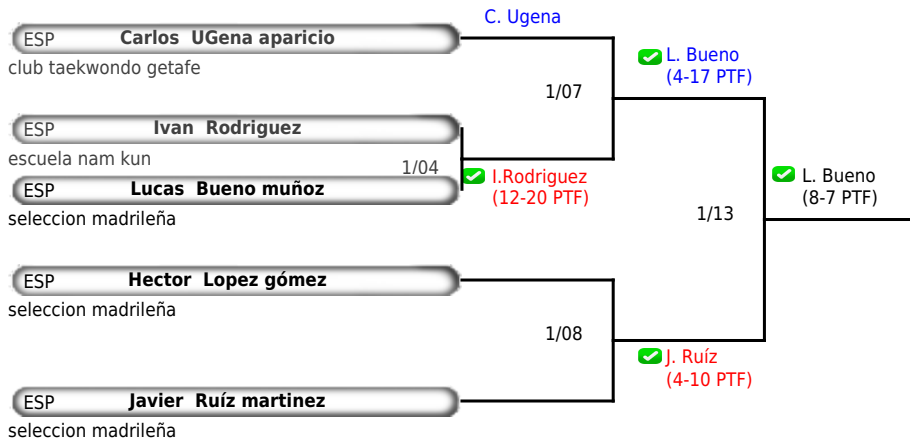 C. Ugena
ESP Carlos UGena aparicio
club taekwondo getafe
L. Bueno
(4-17 PTF)
1/07
ESP Ivan Rodriguez
escuela nam kun
1/04
I.Rodriguez
(12-20 PTF)
ESP Lucas Bueno muñoz
seleccion madrileña
L. Bueno
(8-7 PTF)
1/13
ESP Hector Lopez gómez
seleccion madrileña
1/08
J. Ruíz
(4-10 PTF)
ESP Javier Ruíz martinez
seleccion madrileña